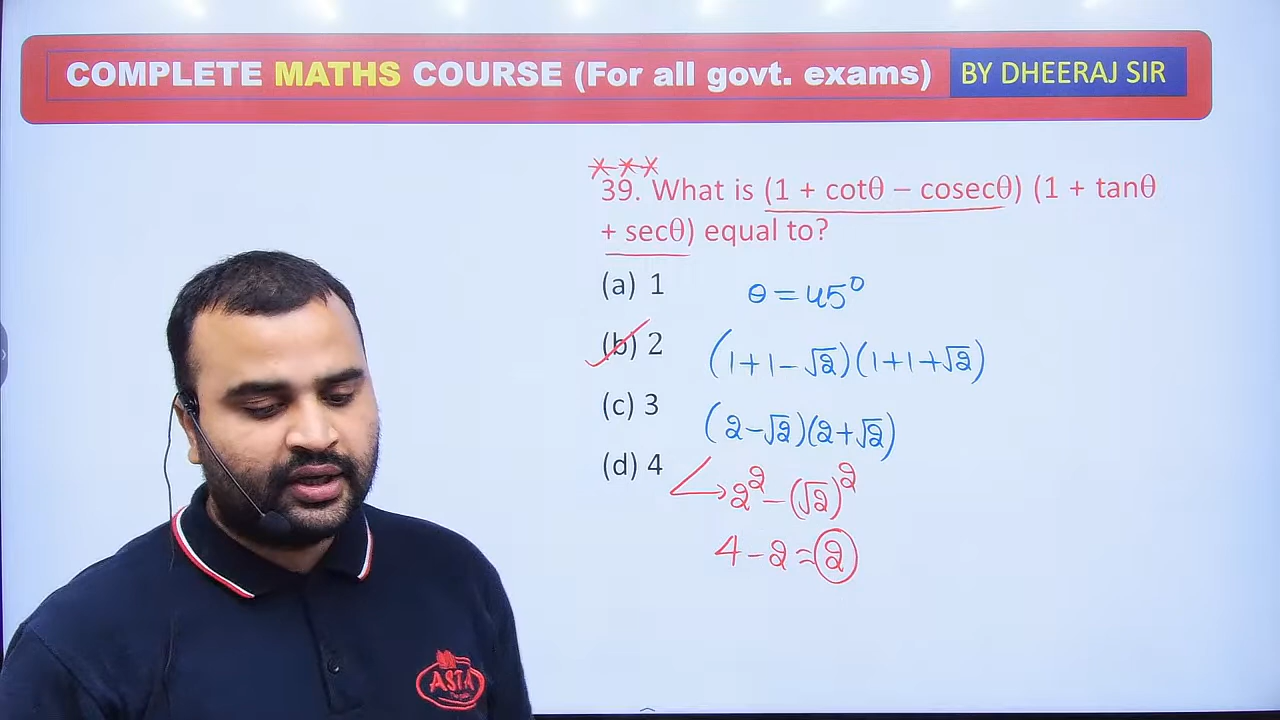 COMPLETE MATHS COURSE (For all govt. exams) BY DHEERAJ SIR
39. What is (1 + cotθ – cosecθ) (1 + tanθ
+ secθ) equal to?
(a) 1
θ = 45°
(b) 2
(1+1-√2)(1+1+√2)
(c) 3
(2-√2)(2+√2)
(d) 4
2² - (√2)²
4-2=2
ASTA